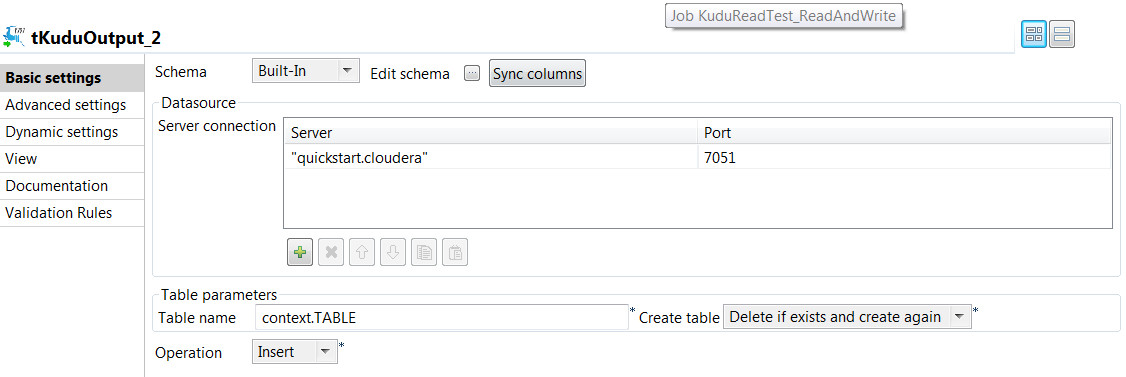 Job KuduReadTest_ReadAndWrite
tKuduOutput_2
Basic settings
Advanced settings
Dynamic settings
View
Documentation
Validation Rules
Schema Built-In Edit schema ... Sync columns
Datasource
Server connection
Server Port
"quickstart.cloudera" 7051
Table parameters
Table name context.TABLE * Create table Delete if exists and create again *
Operation Insert *